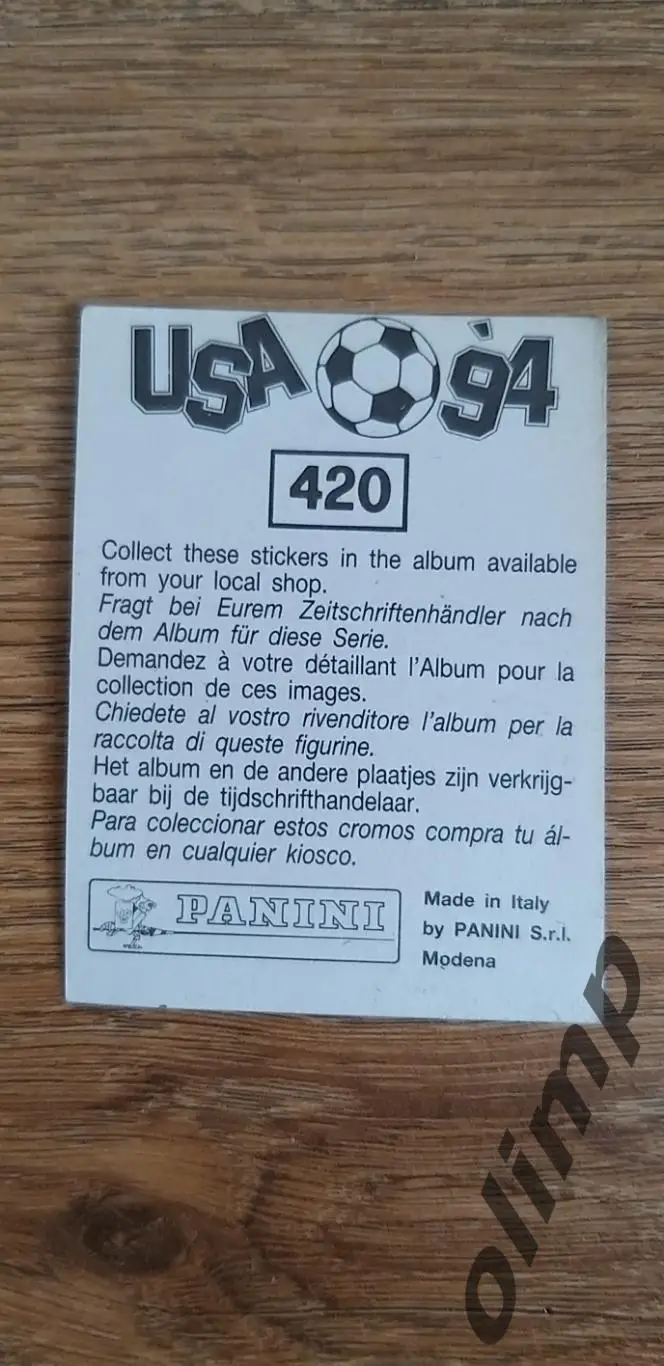 USA '94
420
Collect these stickers in the album available
from your local shop.
Fragt bei Eurem Zeitschriftenhändler nach
dem Album für diese Serie.
Demandez à votre détaillant l'Album pour la
collection de ces images.
Chiedete al vostro rivenditore l'album per la
raccolta di queste figurine.
Het album en de andere plaatjes zijn verkrijg-
baar bij de tijdschrifthandelaar.
Para coleccionar estos cromos compra tu ál-
bum en cualquier kiosco.
PANINI
Made in Italy
by PANINI S.r.l.
Modena
olimp